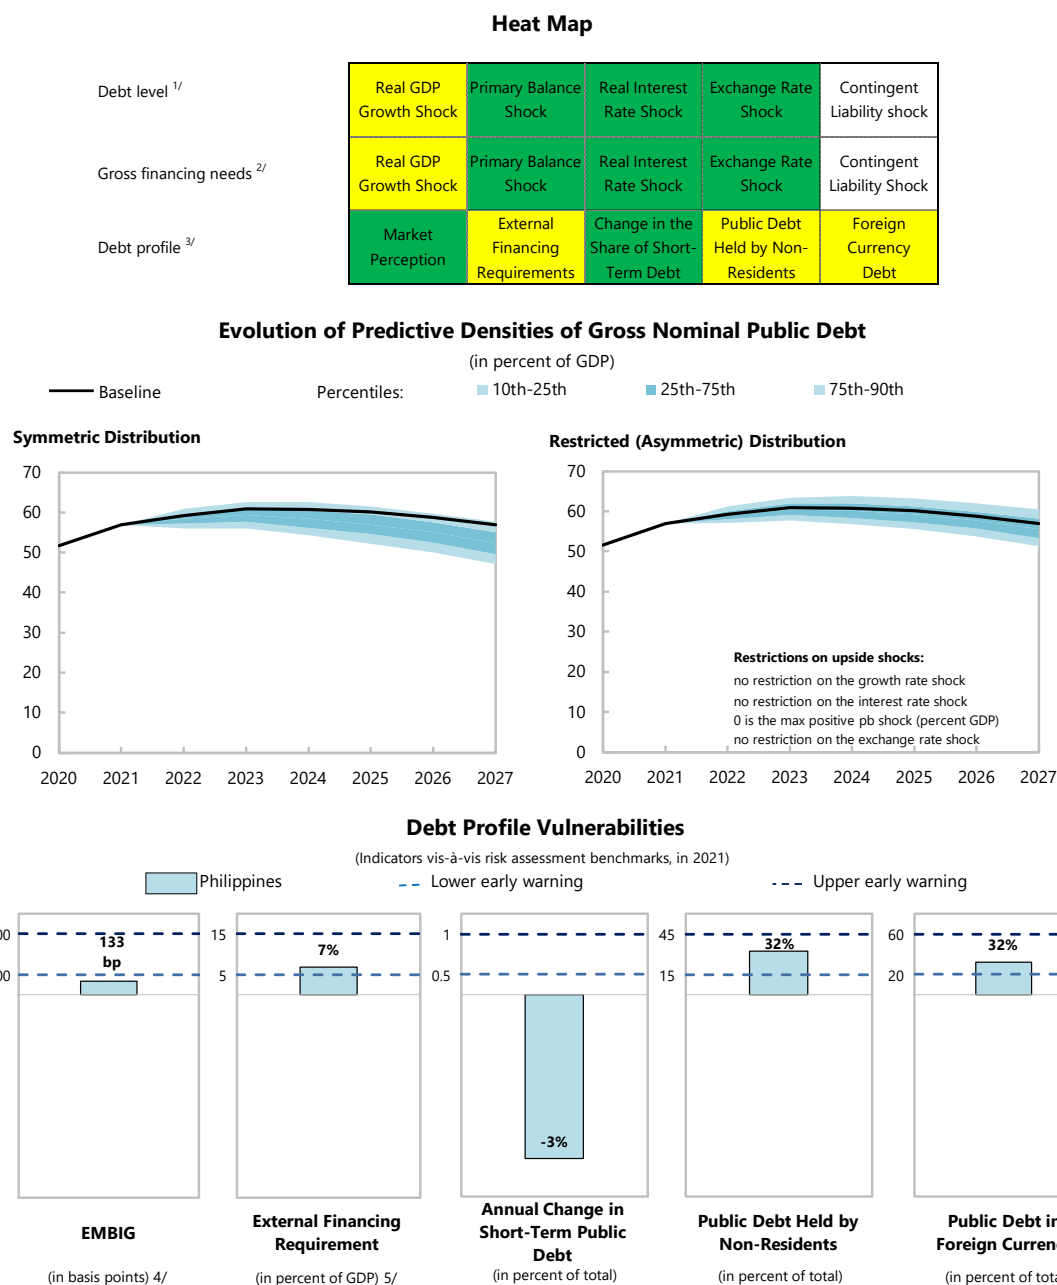 Heat Map
Debt level 1/
Real GDP Growth Shock
Primary Balance Shock
Real Interest Rate Shock
Exchange Rate Shock
Contingent Liability shock
Gross financing needs 2/
Real GDP Growth Shock
Primary Balance Shock
Real Interest Rate Shock
Exchange Rate Shock
Contingent Liability Shock
Debt profile 3/
Market Perception
External Financing Requirements
Change in the Share of Short-Term Debt
Public Debt Held by Non-Residents
Foreign Currency Debt
Evolution of Predictive Densities of Gross Nominal Public Debt
(in percent of GDP)
Baseline
Percentiles:
10th-25th
25th-75th
75th-90th
Symmetric Distribution
70
60
50
40
30
20
10
0
2020 2021 2022 2023 2024 2025 2026 2027
Restricted (Asymmetric) Distribution
70
60
50
40
30
20
10
0
Restrictions on upside shocks:
no restriction on the growth rate shock
no restriction on the interest rate shock
0 is the max positive pb shock (percent GDP)
no restriction on the exchange rate shock
2020 2021 2022 2023 2024 2025 2026 2027
Debt Profile Vulnerabilities
(Indicators vis-à-vis risk assessment benchmarks, in 2021)
Philippines
Lower early warning
Upper early warning
133
bp
EMBIG
(in basis points) 4/
15
5
7%
External Financing
Requirement
(in percent of GDP) 5/
1
0.5
-3%
Annual Change in
Short-Term Public
Debt
(in percent of total)
45
15
32%
Public Debt Held by
Non-Residents
(in percent of total)
60
20
32%
Public Debt in
Foreign
(in percent of